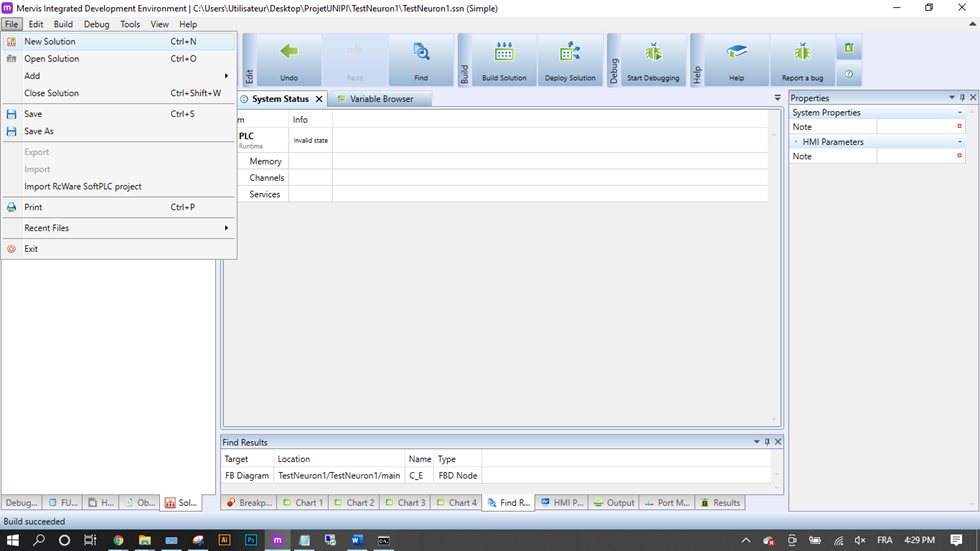 Mervis Integrated Development Environment | C:\Users\Utilisateur\Desktop\ProjetUNIPI\TestNeuron1\TestNeuron1.ssn (Simple)
File Edit Build Debug Tools View Help
New Solution Ctrl+N
Open Solution Ctrl+O
Add
Close Solution Ctrl+Shift+W
Save Ctrl+S
Save As
Export
Import
Import RcWare SoftPLC project
Print Ctrl+P
Recent Files
Exit
Edit
Undo
Redo
Find
Build
Build Solution
Deploy Solution
Debug
Start Debugging
Help
Help
Report a bug
System Status
Variable Browser
m Info
PLC
Runtime
Invalid state
Memory
Channels
Services
Properties
System Properties
Note
HMI Parameters
Note
Find Results
Target Location Name Type
FB Diagram TestNeuron1/TestNeuron1/main C_E FBD Node
Debug... FU... H... Ob... Sol... Breakp... Chart 1 Chart 2 Chart 3 Chart 4 Find R... HMI P... Output Port M... Results
Build succeeded
Ai Ps m W FRA 4:29 PM